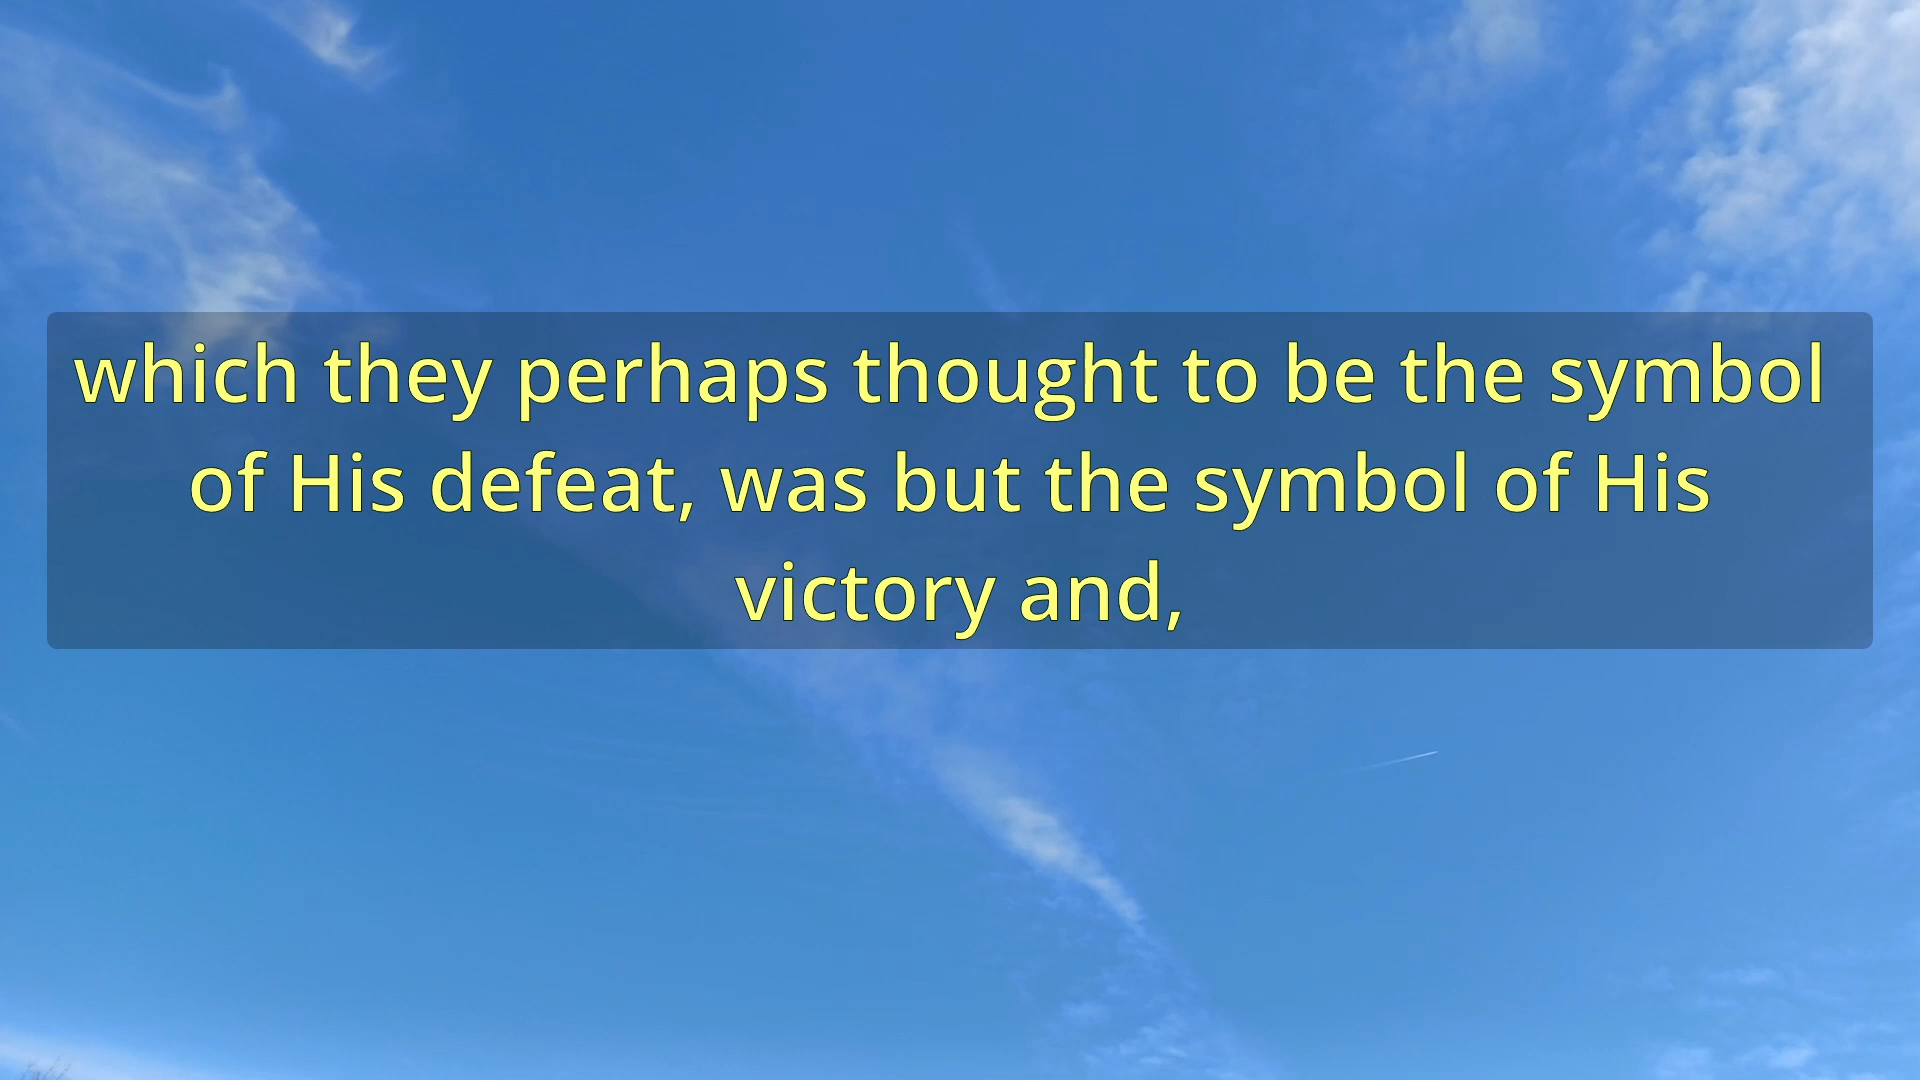 which they perhaps thought to be the symbol
of His defeat, was but the symbol of His
victory and,